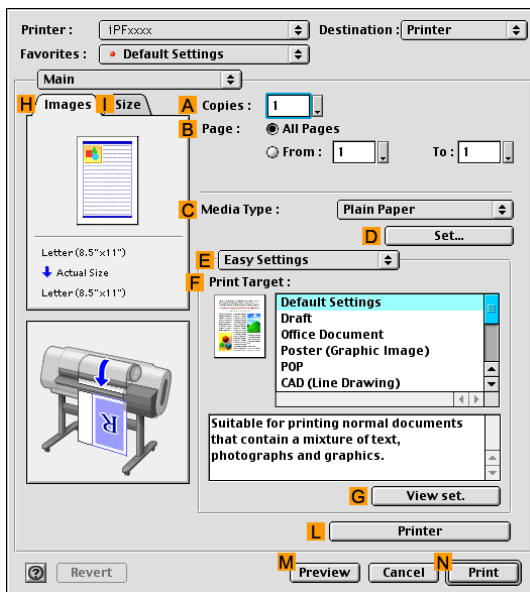 Printer : iPFxxxx Destination : Printer
Favorites : Default Settings
Main
H Images I Size
A Copies : 1
B Page : All Pages
From : 1 To : 1
C Media Type : Plain Paper
D Set...
Letter (8.5"x11")
Actual Size
Letter (8.5"x11")
E Easy Settings
F Print Target :
Default Settings
Draft
Office Document
Poster (Graphic Image)
POP
CAD (Line Drawing)
R
Suitable for printing normal documents
that contain a mixture of text,
photographs and graphics.
G View set.
L Printer
? Revert M Preview Cancel N Print